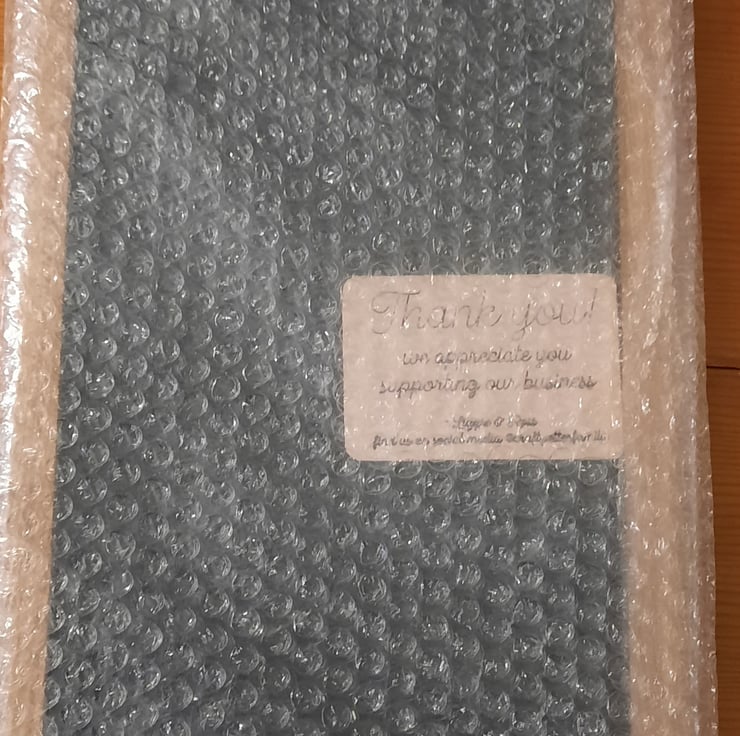 Thank you!
we appreciate you
supporting our business
&
find us on social media